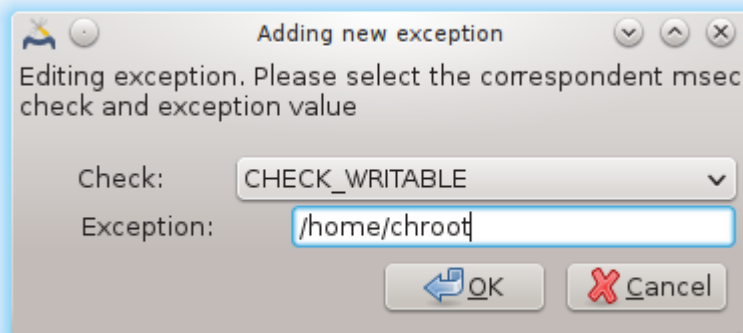 Adding new exception
Editing exception. Please select the correspondent msec
check and exception value
Check: CHECK_WRITABLE
Exception: /home/chroot
OK Cancel